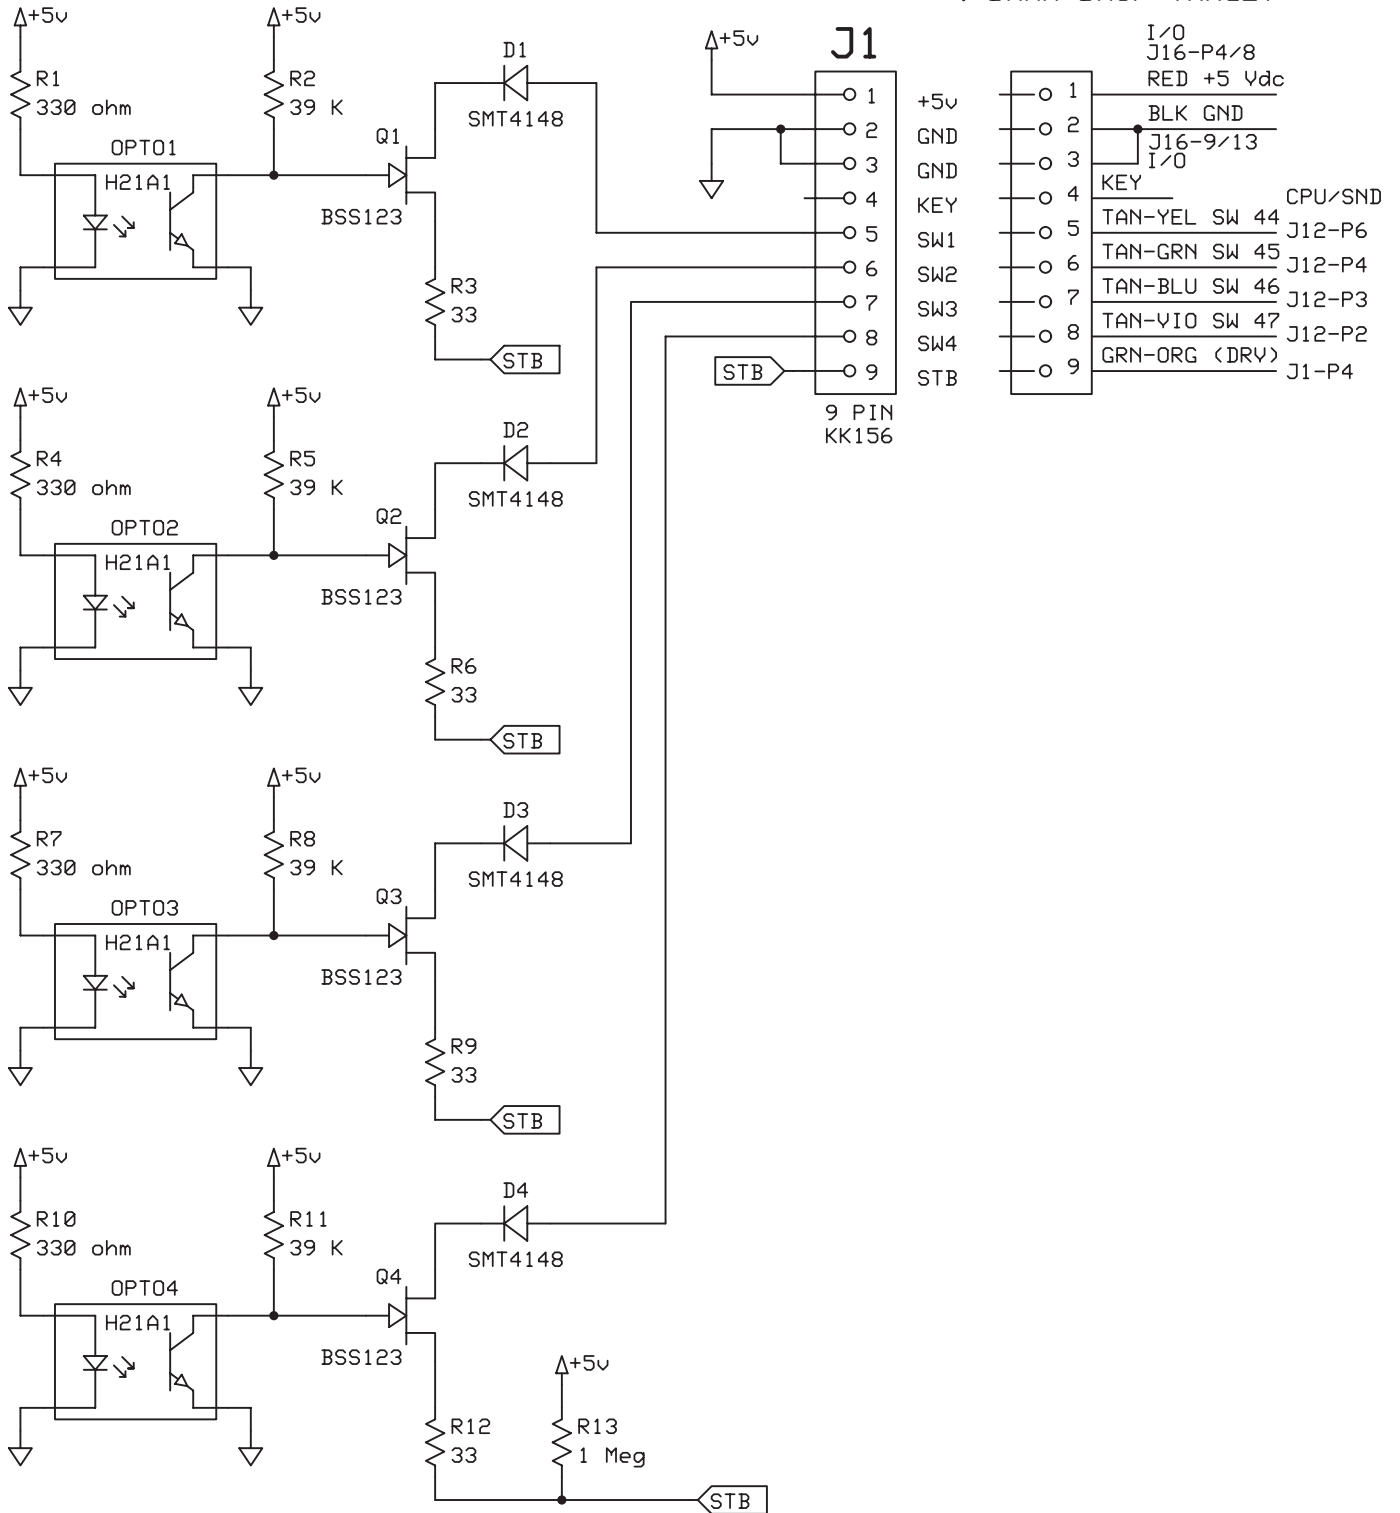 +5v
R1
330 ohm
+5v
R2
39 K
OPTO1
H21A1
Q1
BSS123
D1
SMT4148
R3
33
STB
+5v
R4
330 ohm
+5v
R5
39 K
OPTO2
H21A1
Q2
BSS123
D2
SMT4148
R6
33
STB
+5v
R7
330 ohm
+5v
R8
39 K
OPTO3
H21A1
Q3
BSS123
D3
SMT4148
R9
33
STB
+5v
R10
330 ohm
+5v
R11
39 K
OPTO4
H21A1
Q4
BSS123
D4
SMT4148
R12
33
+5v
R13
1 Meg
STB
+5v
J1
1
2
3
4
5
6
7
8
9
STB
9 PIN
KK156
+5v
GND
GND
KEY
SW1
SW2
SW3
SW4
STB
1
2
3
4
5
6
7
8
9
I/O
J16-P4/8
RED +5 Vdc
BLK GND
J16-9/13
I/O
KEY
CPU/SND
TAN-YEL SW 44
J12-P6
TAN-GRN SW 45
J12-P4
TAN-BLU SW 46
J12-P3
TAN-VIO SW 47
J12-P2
GRN-ORG (DRV)
J1-P4